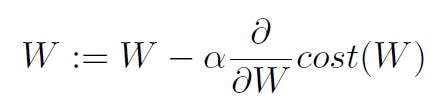 W := W − α ∂/∂W cost(W)